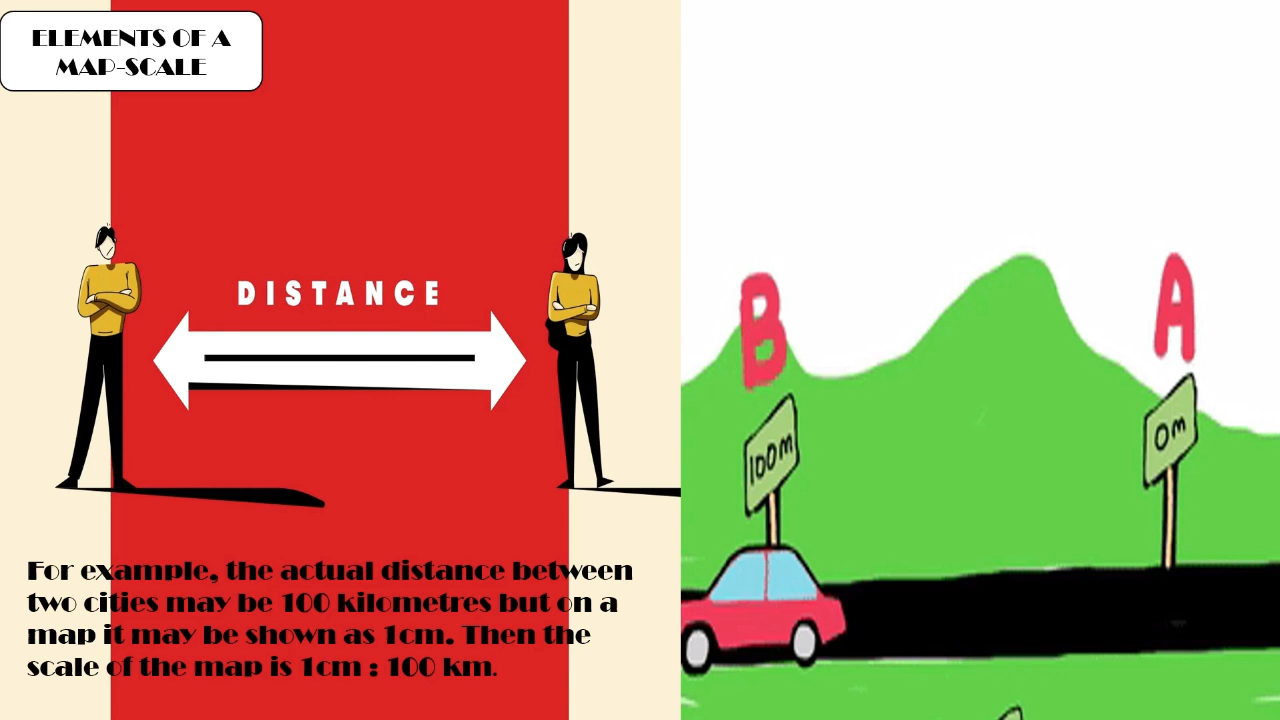 ELEMENTS OF A
MAP-SCALE
DISTANCE
For example, the actual distance between
two cities may be 100 kilometres but on a
map it may be shown as 1cm. Then the
scale of the map is 1cm : 100 km.
B
A
100m
0m